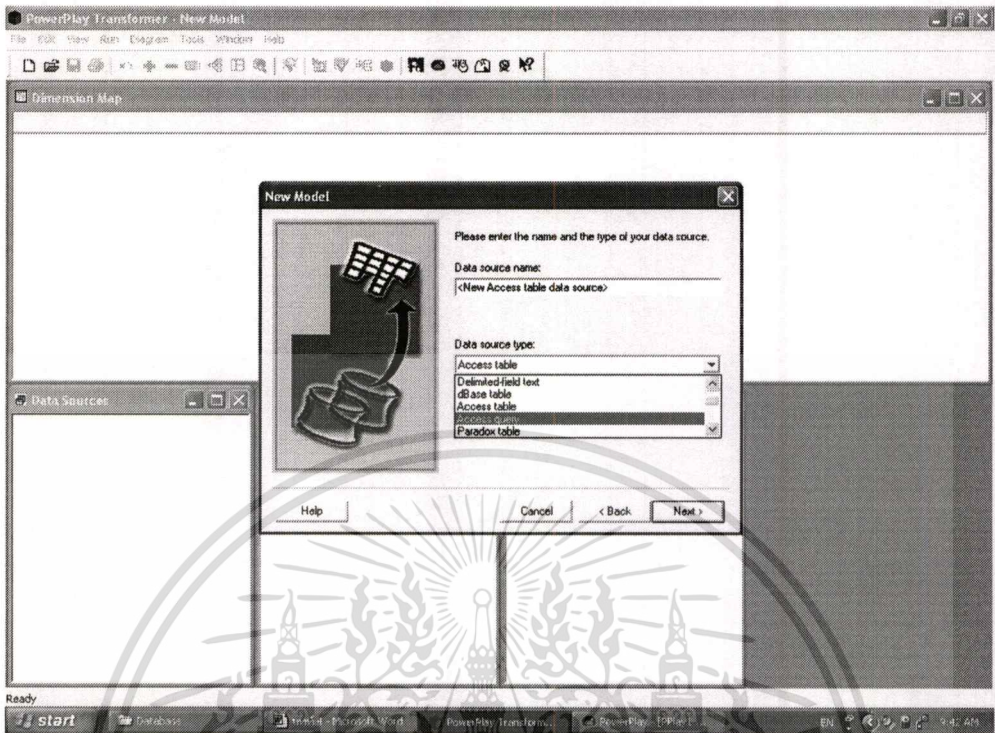 PowerPlay Transformer - New Model
File Edit View Run Diagram Tools Window Help
Dimension Map
New Model
Please enter the name and the type of your data source.
Data source name:
<New Access table data source>
Data source type:
Access table
Delimited-field text
dBase table
Access table
Access query
Paradox table
Data Sources
Help
Cancel
< Back
Next >
Ready
start
Database
- Microsoft Word
PowerPlay Transform...
EN
9:42 AM